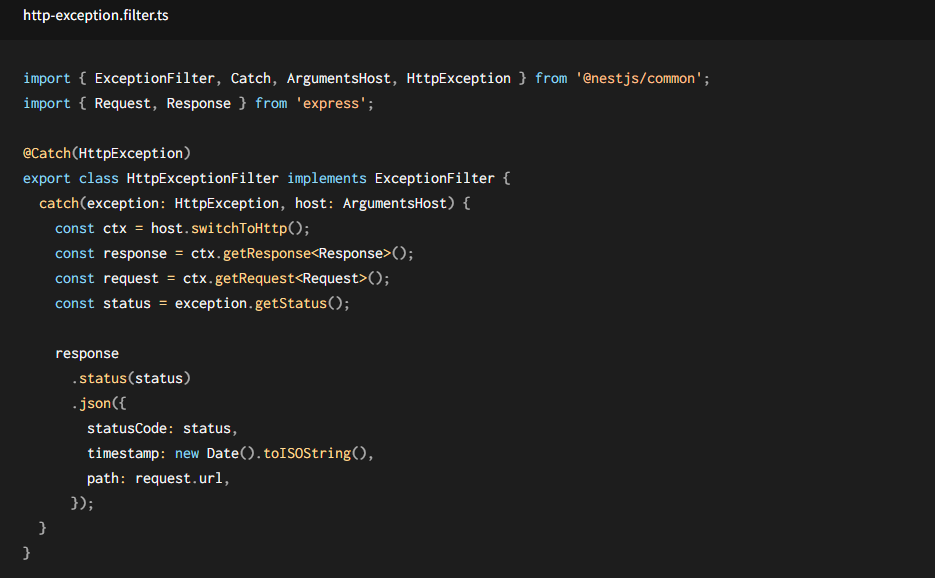 http-exception.filter.ts
import { ExceptionFilter, Catch, ArgumentsHost, HttpException } from '@nestjs/common';
import { Request, Response } from 'express';
@Catch(HttpException)
export class HttpExceptionFilter implements ExceptionFilter {
  catch(exception: HttpException, host: ArgumentsHost) {
    const ctx = host.switchToHttp();
    const response = ctx.getResponse<Response>();
    const request = ctx.getRequest<Request>();
    const status = exception.getStatus();
    response
      .status(status)
      .json({
        statusCode: status,
        timestamp: new Date().toISOString(),
        path: request.url,
      });
  }
}